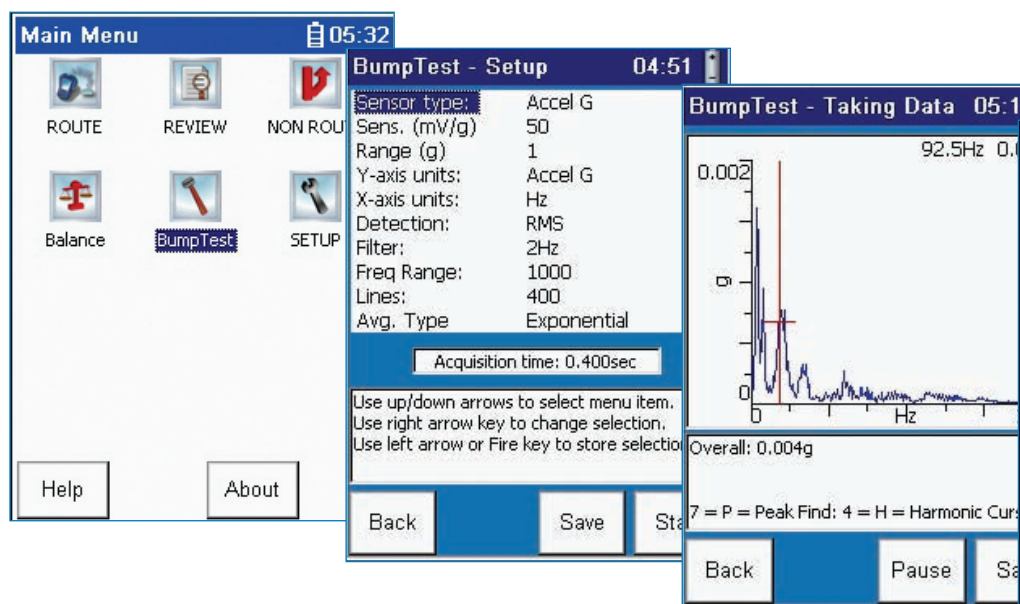 Main Menu 05:32
ROUTE REVIEW NON ROU
Balance BumpTest SETUP
Help About
BumpTest - Setup 04:51
Sensor type: Accel G
Sens. (mV/g) 50
Range (g) 1
Y-axis units: Accel G
X-axis units: Hz
Detection: RMS
Filter: 2Hz
Freq Range: 1000
Lines: 400
Avg. Type Exponential
Acquisition time: 0.400sec
Use up/down arrows to select menu item.
Use right arrow key to change selection.
Use left arrow or Fire key to store selectio
Back Save Sta
BumpTest - Taking Data 05:1
92.5Hz 0.0
0.002
g
0
0 Hz
Overall: 0.004g
7 = P = Peak Find: 4 = H = Harmonic Curs
Back Pause Sa